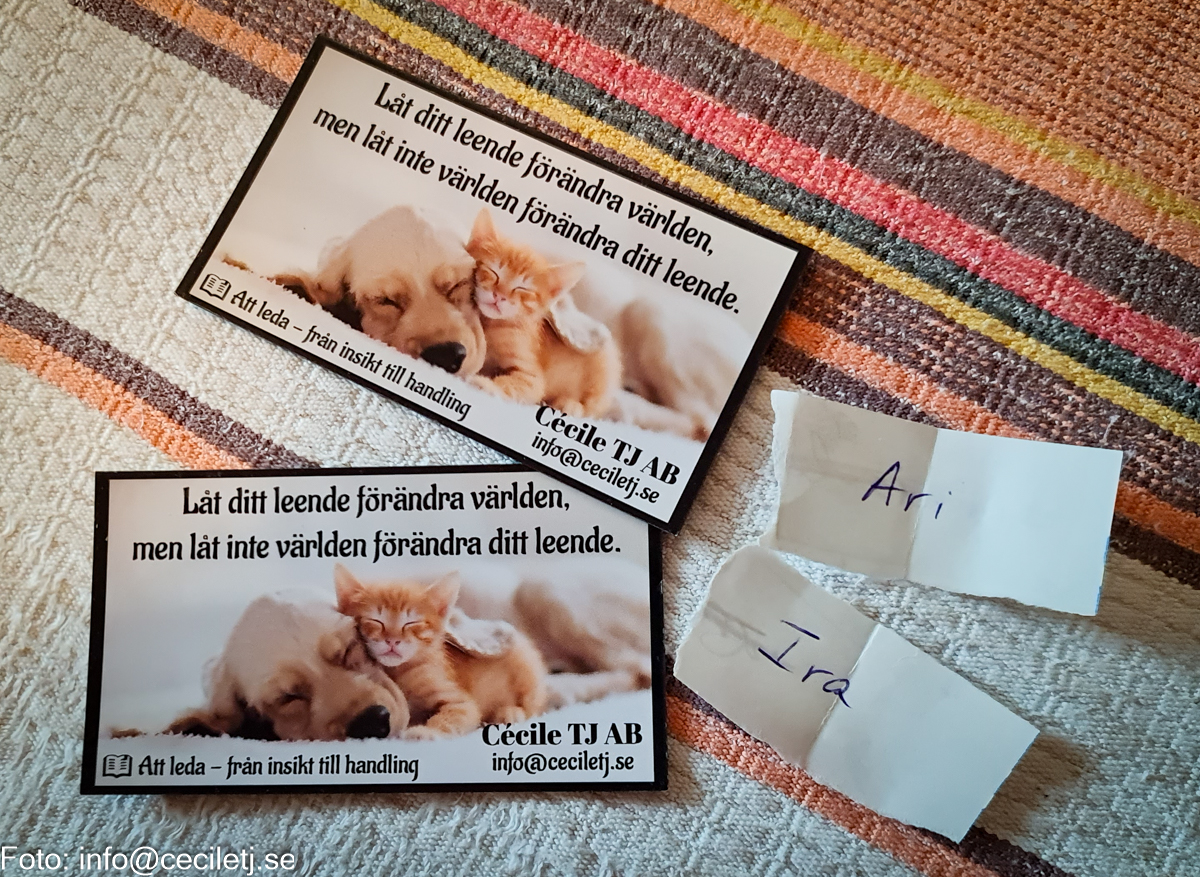 Låt ditt leende förändra världen,
men låt inte världen förändra ditt leende.
Att leda – från insikt till handling
Cécile TJ AB
info@ceciletj.se
Låt ditt leende förändra världen,
men låt inte världen förändra ditt leende.
Att leda – från insikt till handling
Cécile TJ AB
info@ceciletj.se
Ari
Ira
Foto: info@ceciletj.se